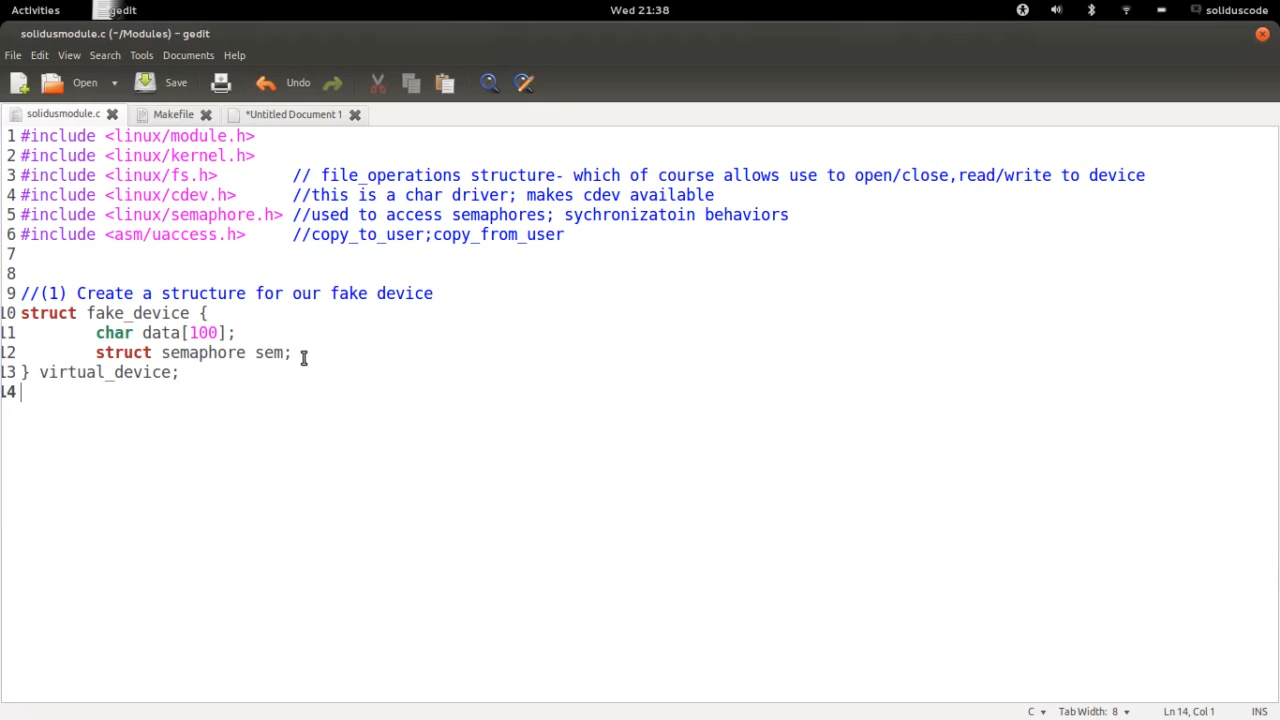 Activities gedit Wed 21:38 soliduscode
solidusmodule.c (~/Modules) - gedit
File Edit View Search Tools Documents Help
Open Save Undo
solidusmodule.c Makefile *Untitled Document 1
1 #include <linux/module.h>
2 #include <linux/kernel.h>
3 #include <linux/fs.h> // file_operations structure- which of course allows use to open/close,read/write to device
4 #include <linux/cdev.h> //this is a char driver; makes cdev available
5 #include <linux/semaphore.h> //used to access semaphores; sychronizatoin behaviors
6 #include <asm/uaccess.h> //copy_to_user;copy_from_user
7
8
9 //(1) Create a structure for our fake device
10 struct fake_device {
11 char data[100];
12 struct semaphore sem;
13 } virtual_device;
14
C Tab Width: 8 Ln 14, Col 1 INS